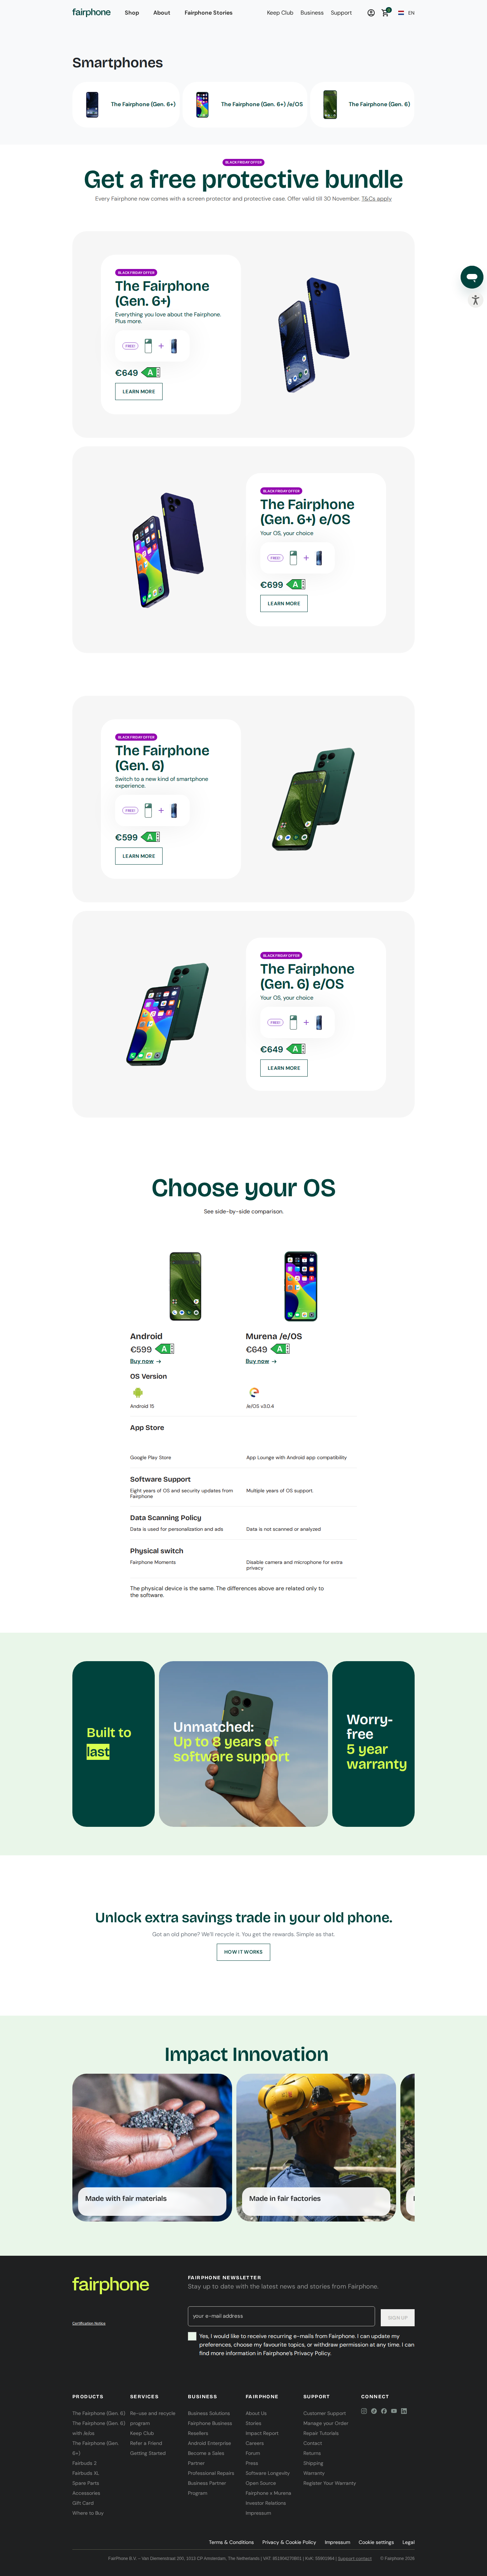 fairphone
Shop
About
Fairphone Stories
Keep Club
Business
Support
EN
Smartphones
The Fairphone (Gen. 6+)
The Fairphone (Gen. 6+) /e/OS
The Fairphone (Gen. 6)
BLACK FRIDAY OFFER
Get a free protective bundle
Every Fairphone now comes with a screen protector and protective case. Offer valid till 30 November. T&Cs apply
BLACK FRIDAY OFFER
The Fairphone
(Gen. 6+)
Everything you love about the Fairphone.
Plus more.
FREE!
+
€649
A
LEARN MORE
BLACK FRIDAY OFFER
The Fairphone
(Gen. 6+) e/OS
Your OS, your choice
FREE!
+
€699
A
LEARN MORE
BLACK FRIDAY OFFER
The Fairphone
(Gen. 6)
Switch to a new kind of smartphone
experience.
FREE!
+
€599
A
LEARN MORE
BLACK FRIDAY OFFER
The Fairphone
(Gen. 6) e/OS
Your OS, your choice
FREE!
+
€649
A
LEARN MORE
Choose your OS
See side-by-side comparison.
Android
Murena /e/OS
€599
A
€649
A
Buy now →
Buy now →
OS Version
Android 15
/e/OS v3.0.4
App Store
Google Play Store
App Lounge with Android app compatibility
Software Support
Eight years of OS and security updates from
Fairphone
Multiple years of OS support.
Data Scanning Policy
Data is used for personalization and ads
Data is not scanned or analyzed
Physical switch
Fairphone Moments
Disable camera and microphone for extra
privacy
The physical device is the same. The differences above are related only to
the software.
Built to
last
Unmatched:
Up to 8 years of
software support
Worry-
free
5 year
warranty
Unlock extra savings trade in your old phone.
Got an old phone? We'll recycle it. You get the rewards. Simple as that.
HOW IT WORKS
Impact Innovation
Made with fair materials
Made in fair factories
fairphone
Certification Notice
FAIRPHONE NEWSLETTER
Stay up to date with the latest news and stories from Fairphone.
your e-mail address
SIGN UP
Yes, I would like to receive recurring e-mails from Fairphone. I can update my
preferences, choose my favourite topics, or withdraw permission at any time. I can
find more information in Fairphone's Privacy Policy.
PRODUCTS
The Fairphone (Gen. 6)
The Fairphone (Gen. 6)
with /e/os
The Fairphone (Gen.
6+)
Fairbuds 2
Fairbuds XL
Spare Parts
Accessories
Gift Card
Where to Buy
SERVICES
Re-use and recycle
program
Keep Club
Refer a Friend
Getting Started
BUSINESS
Business Solutions
Fairphone Business
Resellers
Android Enterprise
Become a Sales
Partner
Professional Repairs
Business Partner
Program
FAIRPHONE
About Us
Stories
Impact Report
Careers
Forum
Press
Software Longevity
Open Source
Fairphone x Murena
Investor Relations
Impressum
SUPPORT
Customer Support
Manage your Order
Repair Tutorials
Contact
Returns
Shipping
Warranty
Register Your Warranty
CONNECT
Terms & Conditions
Privacy & Cookie Policy
Impressum
Cookie settings
Legal